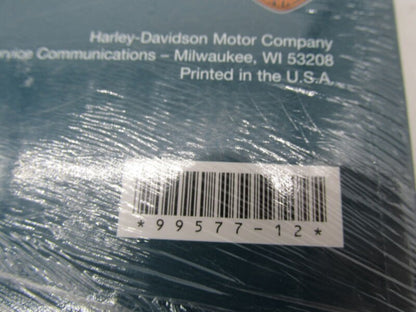 Harley-Davidson Motor Company
ervice Communications – Milwaukee, WI 53208
Printed in the U.S.A.
*99577-12*